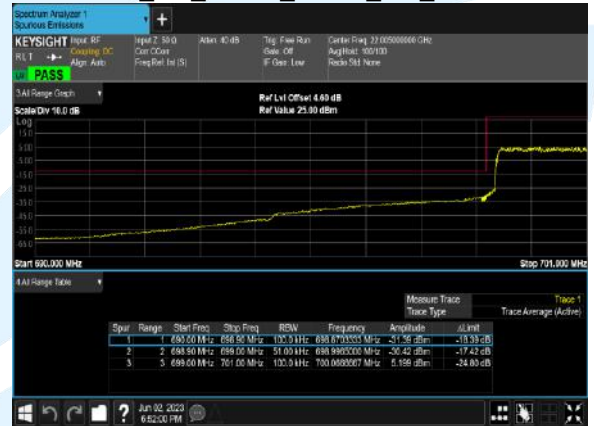 Spectrum Analyzer 1
Spurious Emissions
+
KEYSIGHT Input: RF
Coupling: DC
Align: Auto
RLT
Input Z: 50 Ω
Corr CCorr
Freq Ref: Int (S)
Atten: 40 dB
Trig: Free Run
Gate: Off
IF Gain: Low
Center Freq: 22.005000000 GHz
Avg|Hold: 100/100
Radio Std: None
PASS
3 All Range Graph
Scale/Div 10.0 dB
Ref Lvl Offset 4.60 dB
Ref Value 25.00 dBm
Log
15.0
5.00
-5.00
-15.0
-25.0
-35.0
-45.0
-55.0
-65.0
Start 690.000 MHz
Stop 701.000 MHz
4 All Range Table
Measure Trace Trace 1
Trace Type Trace Average (Active)
Spur Range Start Freq Stop Freq RBW Frequency Amplitude ΔLimit
1 1 690.00 MHz 698.90 MHz 100.0 kHz 698.8703333 MHz -31.39 dBm -18.39 dB
2 2 698.90 MHz 699.00 MHz 51.00 kHz 698.9965000 MHz -30.42 dBm -17.42 dB
3 3 699.00 MHz 701.00 MHz 100.0 kHz 700.0666667 MHz 5.199 dBm -24.80 dB
?
Jun 02, 2023
6:52:00 PM